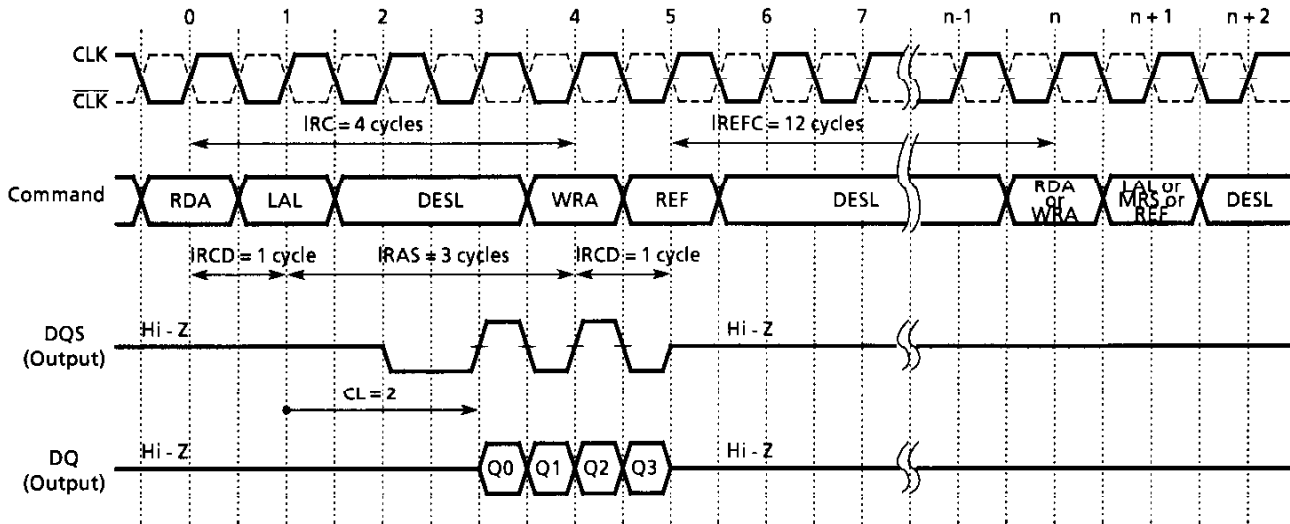 0 1 2 3 4 5 6 7 n-1 n n + 1 n + 2
CLK
CLK
IRC = 4 cycles IREFC = 12 cycles
Command RDA LAL DESL WRA REF DESL RDA or WRA LAL or MRS or REF DESL
IRCD = 1 cycle IRAS = 3 cycles IRCD = 1 cycle
DQS (Output) Hi - Z Hi - Z
CL = 2
DQ (Output) Hi - Z Q0 Q1 Q2 Q3 Hi - Z